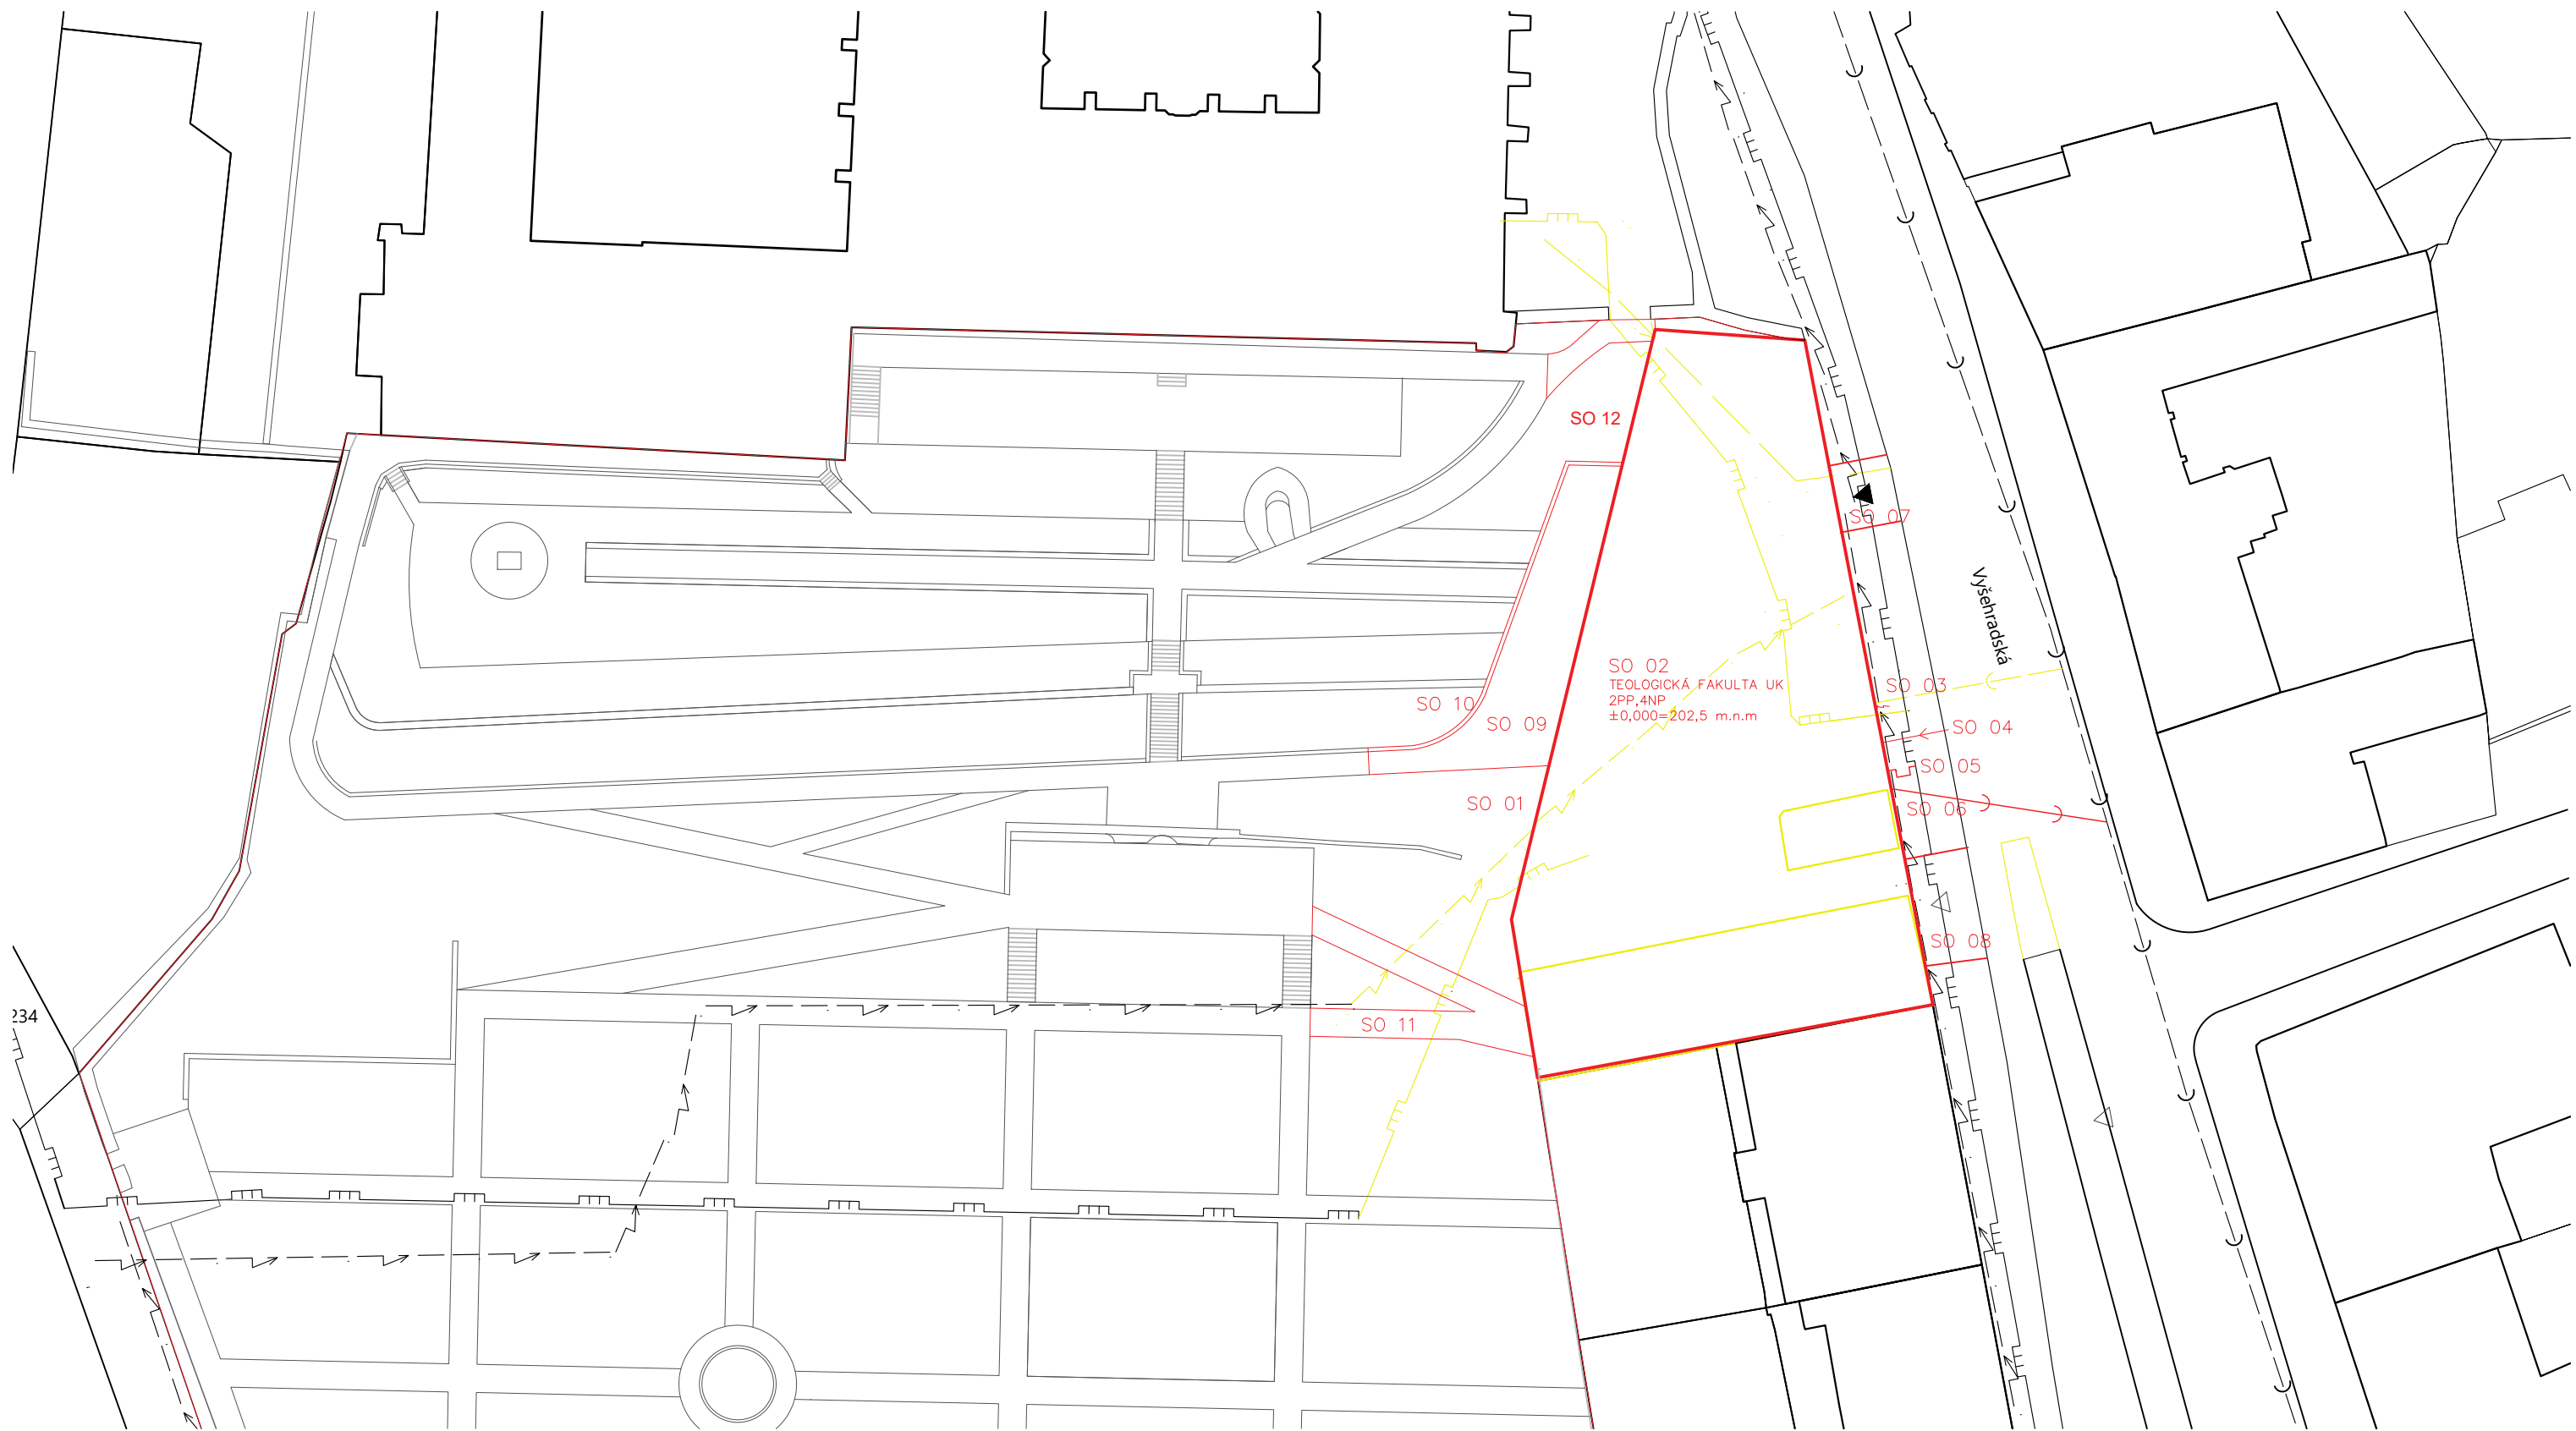 SO 12
SO 07
Vyšehradská
SO 02
TEOLOGICKÁ FAKULTA UK
2PP,4NP
±0,000=202,5 m.n.m
SO 03
SO 10
SO 09
SO 04
SO 05
SO 01
SO 06
SO 08
234
SO 11